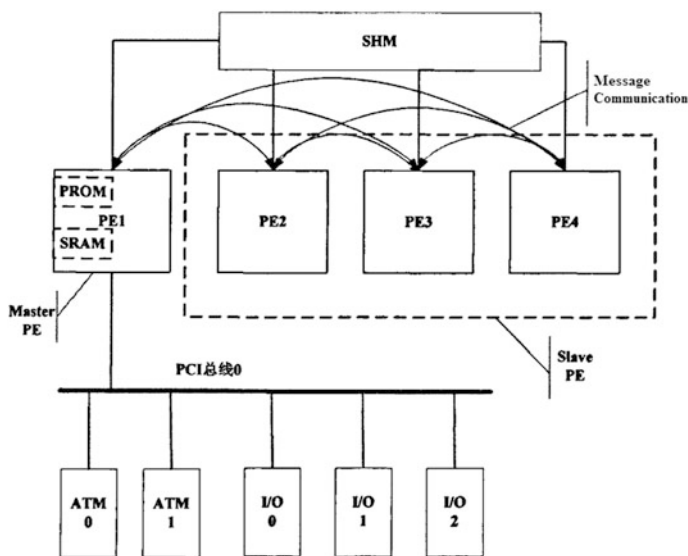 SHM
Message
Communication
PROM
PE1
SRAM
PE2
PE3
PE4
Master
PE
Slave
PE
PCI总线0
ATM
0
ATM
1
I/O
0
I/O
1
I/O
2